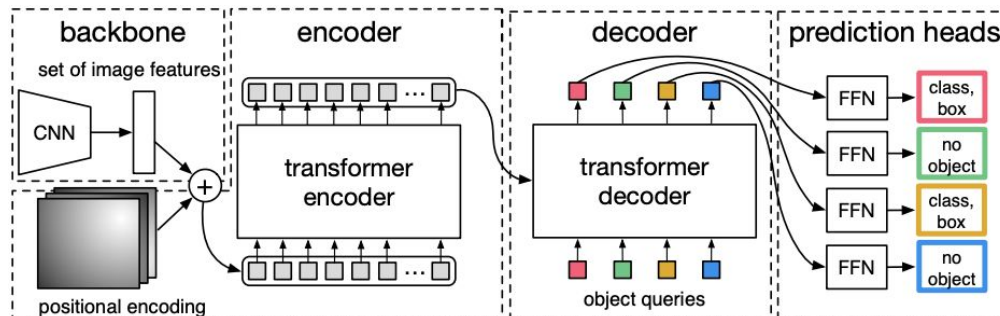 backbone
set of image features
CNN
+
positional encoding
encoder
...
transformer
encoder
...
decoder
transformer
decoder
object queries
prediction heads
FFN
class,
box
FFN
no
object
FFN
class,
box
FFN
no
object